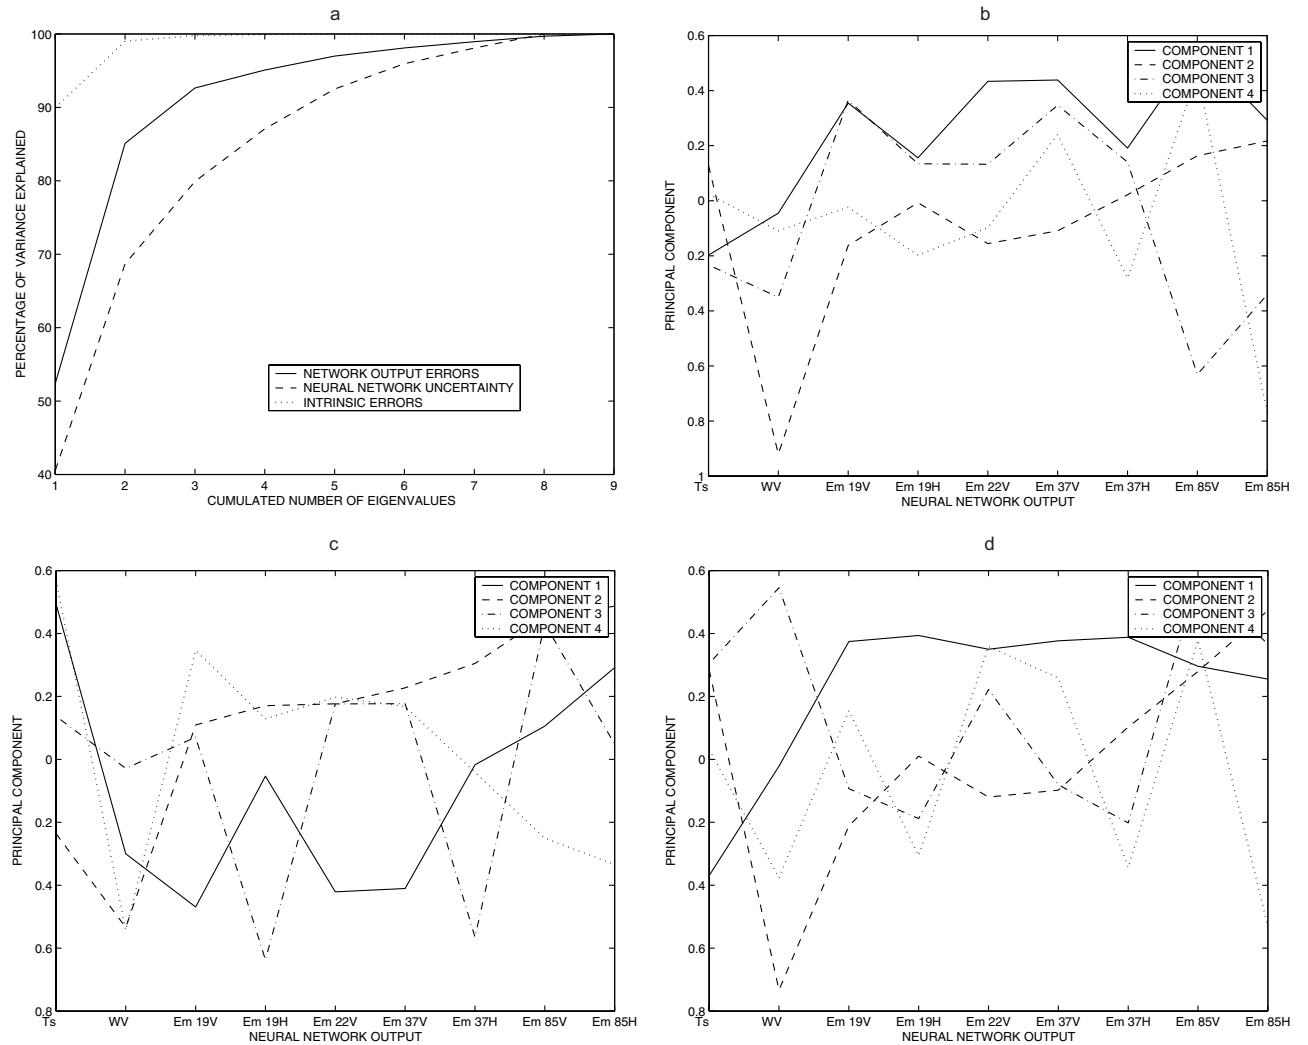 a
100
90
80
70
60
50
40
PERCENTAGE OF VARIANCE EXPLAINED
NETWORK OUTPUT ERRORS
NEURAL NETWORK UNCERTAINTY
INTRINSIC ERRORS
1 2 3 4 5 6 7 8 9
CUMULATED NUMBER OF EIGENVALUES
b
0.6
0.4
0.2
0
0.2
0.4
0.6
0.8
1
PRINCIPAL COMPONENT
COMPONENT 1
COMPONENT 2
COMPONENT 3
COMPONENT 4
Ts WV Em 19V Em 19H Em 22V Em 37V Em 37H Em 85V Em 85H
NEURAL NETWORK OUTPUT
c
0.6
0.4
0.2
0
0.2
0.4
0.6
0.8
PRINCIPAL COMPONENT
COMPONENT 1
COMPONENT 2
COMPONENT 3
COMPONENT 4
Ts WV Em 19V Em 19H Em 22V Em 37V Em 37H Em 85V Em 85H
NEURAL NETWORK OUTPUT
d
0.6
0.4
0.2
0
0.2
0.4
0.6
0.8
PRINCIPAL COMPONENT
COMPONENT 1
COMPONENT 2
COMPONENT 3
COMPONENT 4
Ts WV Em 19V Em 19H Em 22V Em 37V Em 37H Em 85V Em 85H
NEURAL NETWORK OUTPUT